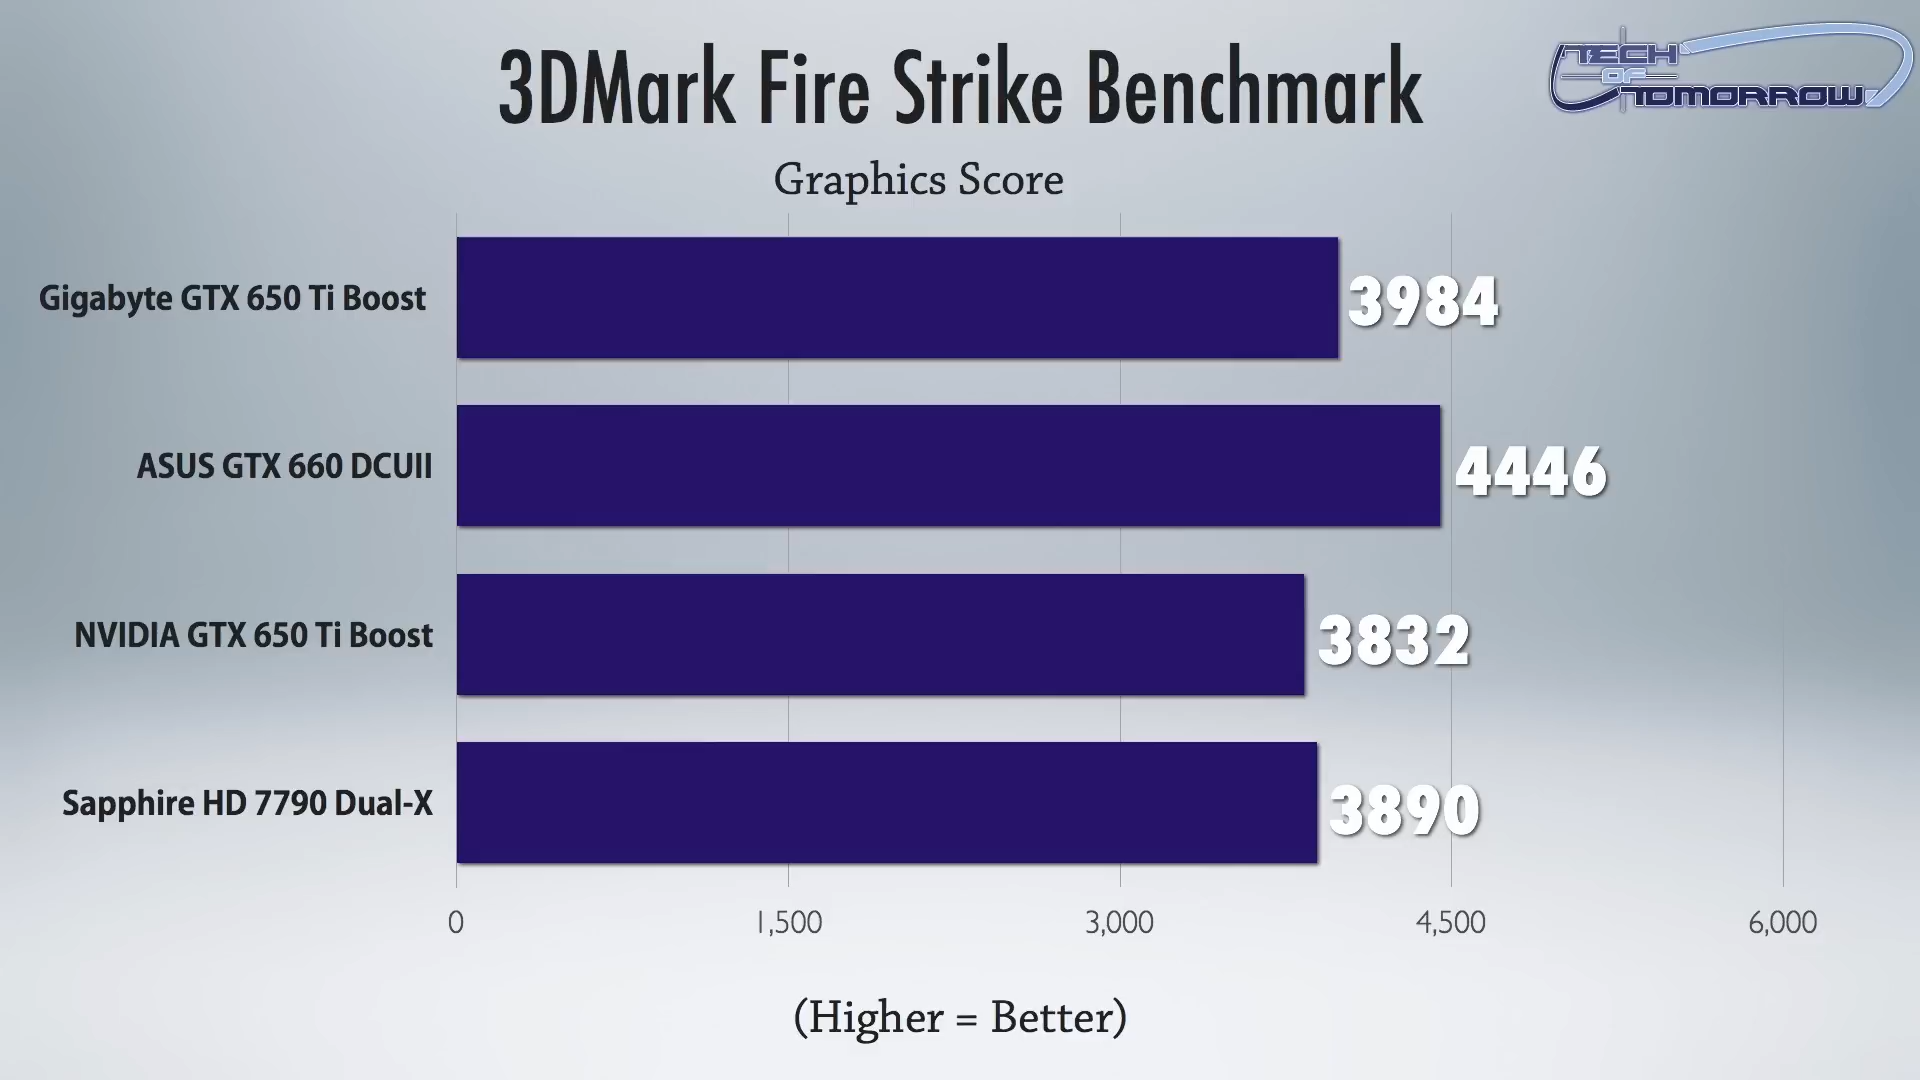 TECH
OF
TOMORROW
3DMark Fire Strike Benchmark
Graphics Score
Gigabyte GTX 650 Ti Boost
3984
ASUS GTX 660 DCUII
4446
NVIDIA GTX 650 Ti Boost
3832
Sapphire HD 7790 Dual-X
3890
0 1,500 3,000 4,500 6,000
(Higher = Better)